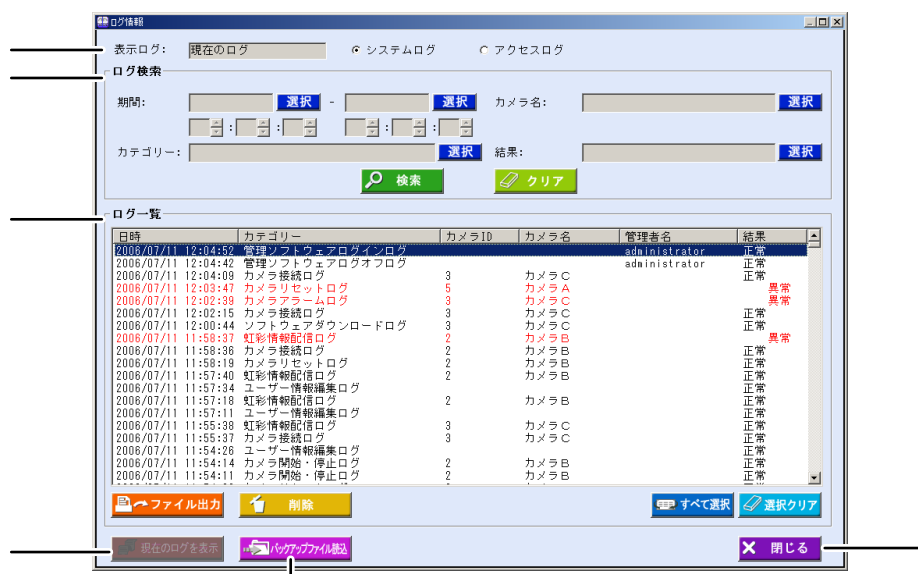 ログ情報
表示ログ: 現在のログ システムログ アクセスログ
ログ検索
期間: 選択 - 選択 カメラ名: 選択
: : : :
カテゴリー: 選択 結果: 選択
検索 クリア
ログ一覧
日時 カテゴリー カメラID カメラ名 管理者名 結果
2006/07/11 12:04:52 管理ソフトウェアログインログ administrator 正常
2006/07/11 12:04:42 管理ソフトウェアログオフログ administrator 正常
2006/07/11 12:04:09 カメラ接続ログ 3 カメラC 正常
2006/07/11 12:03:47 カメラリセットログ 5 カメラA 異常
2006/07/11 12:02:39 カメラアラームログ 3 カメラC 異常
2006/07/11 12:02:15 カメラ接続ログ 3 カメラC 正常
2006/07/11 12:00:44 ソフトウェアダウンロードログ 3 カメラC 正常
2006/07/11 11:58:37 虹彩情報配信ログ 2 カメラB 異常
2006/07/11 11:58:36 カメラ接続ログ 2 カメラB 正常
2006/07/11 11:58:19 カメラリセットログ 2 カメラB 正常
2006/07/11 11:57:40 虹彩情報配信ログ 2 カメラB 正常
2006/07/11 11:57:34 ユーザー情報編集ログ 正常
2006/07/11 11:57:18 虹彩情報配信ログ 2 カメラB 正常
2006/07/11 11:57:11 ユーザー情報編集ログ 正常
2006/07/11 11:55:38 虹彩情報配信ログ 3 カメラC 正常
2006/07/11 11:55:37 カメラ接続ログ 3 カメラC 正常
2006/07/11 11:54:26 ユーザー情報編集ログ 正常
2006/07/11 11:54:14 カメラ開始・停止ログ 2 カメラB 正常
2006/07/11 11:54:11 カメラ開始・停止ログ 2 カメラB 正常
ファイル出力 削除 すべて選択 選択クリア
現在のログを表示 バックアップファイル読込 閉じる